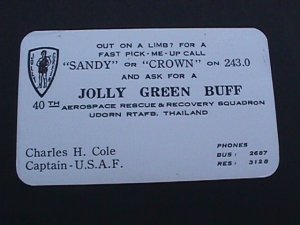 OUT ON A LIMB? FOR A
FAST PICK-ME-UP CALL
"SANDY" OR "CROWN" ON 243.0
AND ASK FOR A
JOLLY GREEN BUFF
40TH AEROSPACE RESCUE & RECOVERY SQUADRON
UDORN RTAFB, THAILAND
Charles H. Cole
Captain-U.S.A.F.
PHONES
BUS: 2687
RES: 3128